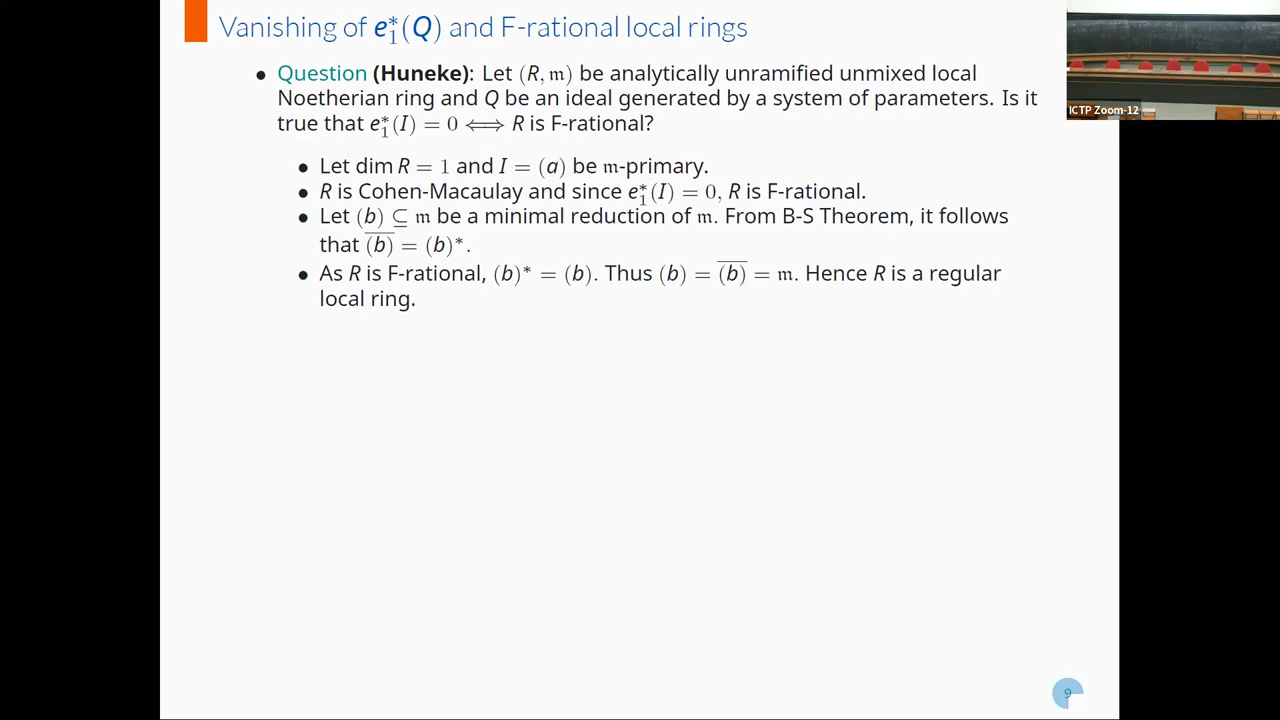 Vanishing of e₁*(Q) and F-rational local rings
• Question (Huneke): Let (R, 𝔪) be analytically unramified unmixed local
Noetherian ring and Q be an ideal generated by a system of parameters. Is it
true that e₁*(I) = 0 ⟺ R is F-rational?
• Let dim R = 1 and I = (a) be 𝔪-primary.
• R is Cohen-Macaulay and since e₁*(I) = 0, R is F-rational.
• Let (b) ⊆ 𝔪 be a minimal reduction of 𝔪. From B-S Theorem, it follows
that \overline{(b)} = (b)*.
• As R is F-rational, (b)* = (b). Thus (b) = \overline{(b)} = 𝔪. Hence R is a regular
local ring.
ICTP Zoom-12
9